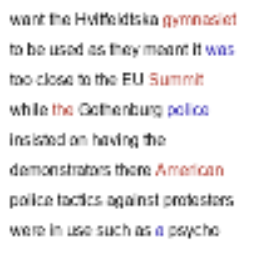 want the Hvitfeldtska gymnasiet
to be used as they meant it was
too close to the EU Summit
while the Gothenburg police
insisted on having the
demonstrators there American
police tactics against protesters
were in use such as a psycho